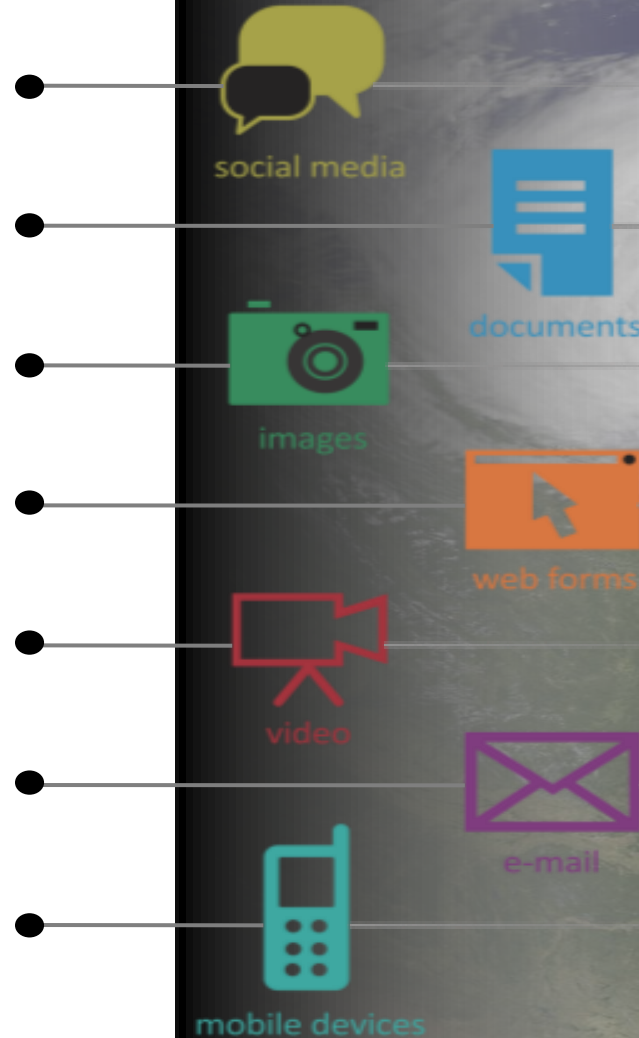 social media
documents
images
web forms
video
e-mail
mobile devices